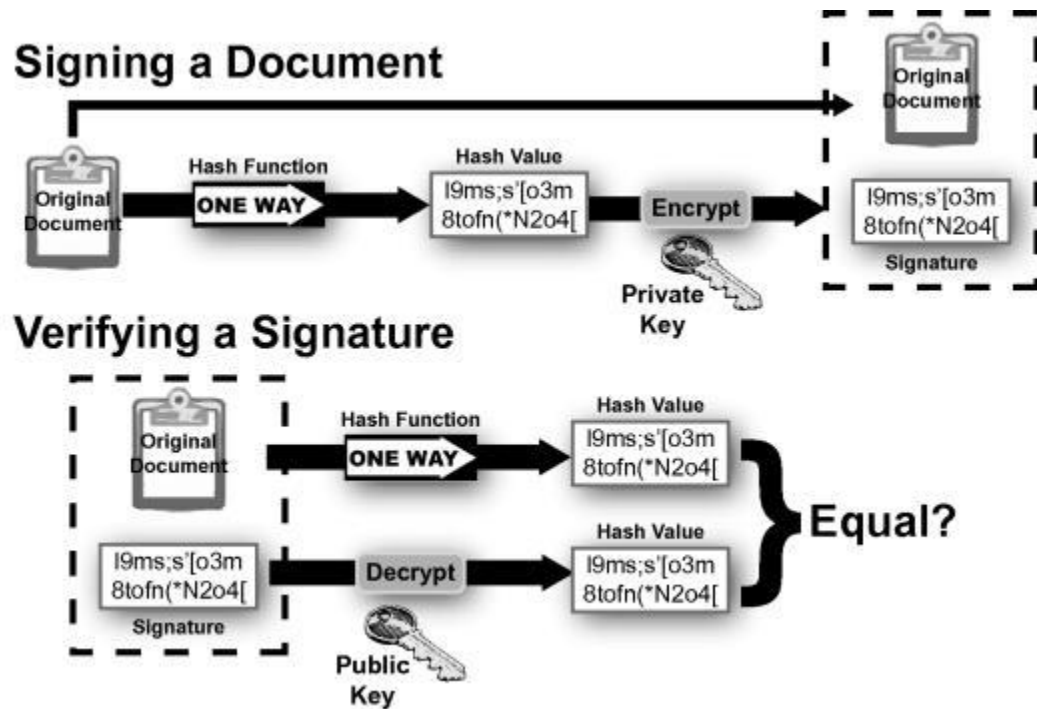 Signing a Document
Original
Document
Original
Document
Hash Function
ONE WAY
Hash Value
l9ms;s'[o3m
8tofn(*N2o4[
Encrypt
Private
Key
l9ms;s'[o3m
8tofn(*N2o4[
Signature
Verifying a Signature
Original
Document
Hash Function
ONE WAY
Hash Value
l9ms;s'[o3m
8tofn(*N2o4[
Equal?
l9ms;s'[o3m
8tofn(*N2o4[
Signature
Decrypt
Public
Key
Hash Value
l9ms;s'[o3m
8tofn(*N2o4[